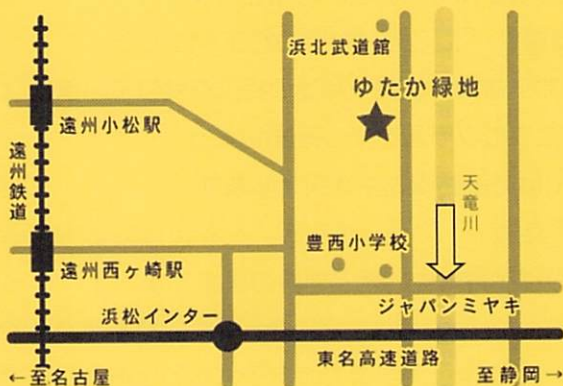 浜北武道館
ゆたか緑地
遠州小松駅
遠州鉄道
天竜川
豊西小学校
遠州西ヶ崎駅
ジャパンミヤキ
浜松インター
東名高速道路
←至名古屋
至静岡→